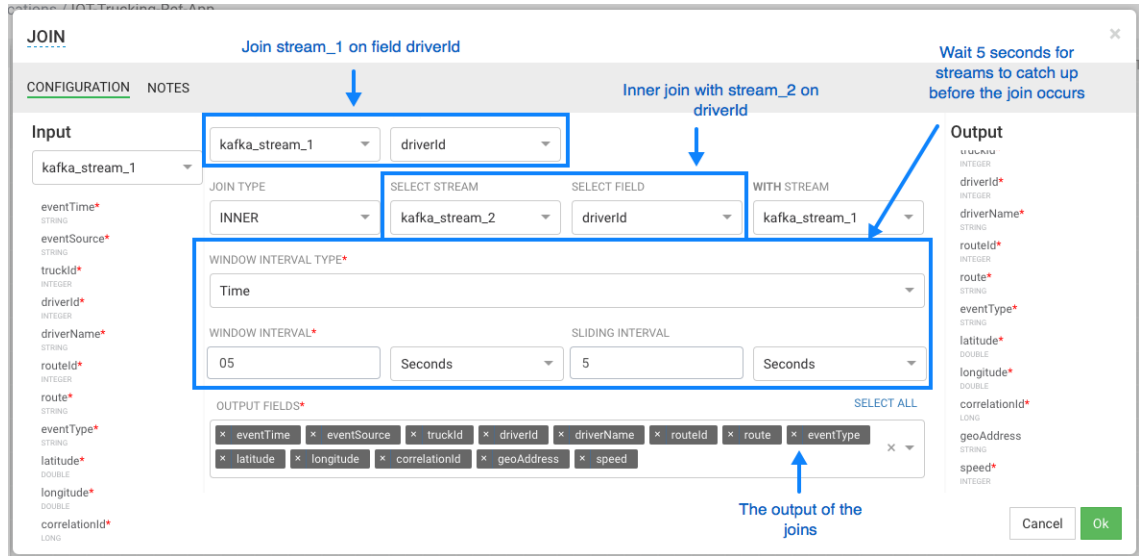 cations / IOT-Trucking-Ref-App
JOIN
×
Join stream_1 on field driverId
Wait 5 seconds for
streams to catch up
before the join occurs
CONFIGURATION NOTES
Inner join with stream_2 on
driverId
Input
kafka_stream_1
eventTime*
STRING
eventSource*
STRING
truckId*
INTEGER
driverId*
INTEGER
driverName*
STRING
routeId*
INTEGER
route*
STRING
eventType*
STRING
latitude*
DOUBLE
longitude*
DOUBLE
correlationId*
LONG
kafka_stream_1 driverId
JOIN TYPE SELECT STREAM SELECT FIELD WITH STREAM
INNER kafka_stream_2 driverId kafka_stream_1
WINDOW INTERVAL TYPE*
Time
WINDOW INTERVAL* SLIDING INTERVAL
05 Seconds 5 Seconds
OUTPUT FIELDS* SELECT ALL
× eventTime × eventSource × truckId × driverId × driverName × routeId × route × eventType
× latitude × longitude × correlationId × geoAddress × speed
×
The output of the
joins
Output
truckId
INTEGER
driverId*
INTEGER
driverName*
STRING
routeId*
INTEGER
route*
STRING
eventType*
STRING
latitude*
DOUBLE
longitude*
DOUBLE
correlationId*
LONG
geoAddress
STRING
speed*
INTEGER
Cancel Ok